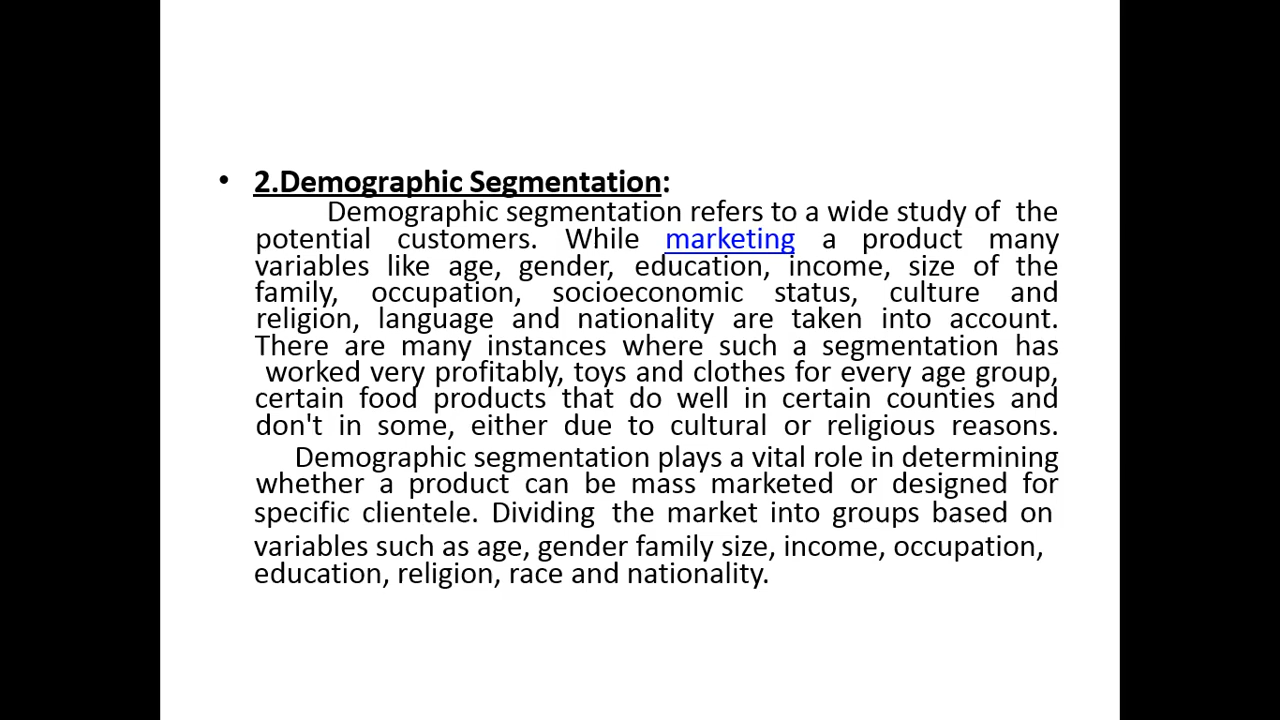 • 2.Demographic Segmentation:
Demographic segmentation refers to a wide study of the
potential customers. While marketing a product many
variables like age, gender, education, income, size of the
family, occupation, socioeconomic status, culture and
religion, language and nationality are taken into account.
There are many instances where such a segmentation has
worked very profitably, toys and clothes for every age group,
certain food products that do well in certain counties and
don't in some, either due to cultural or religious reasons.
Demographic segmentation plays a vital role in determining
whether a product can be mass marketed or designed for
specific clientele. Dividing the market into groups based on
variables such as age, gender family size, income, occupation,
education, religion, race and nationality.